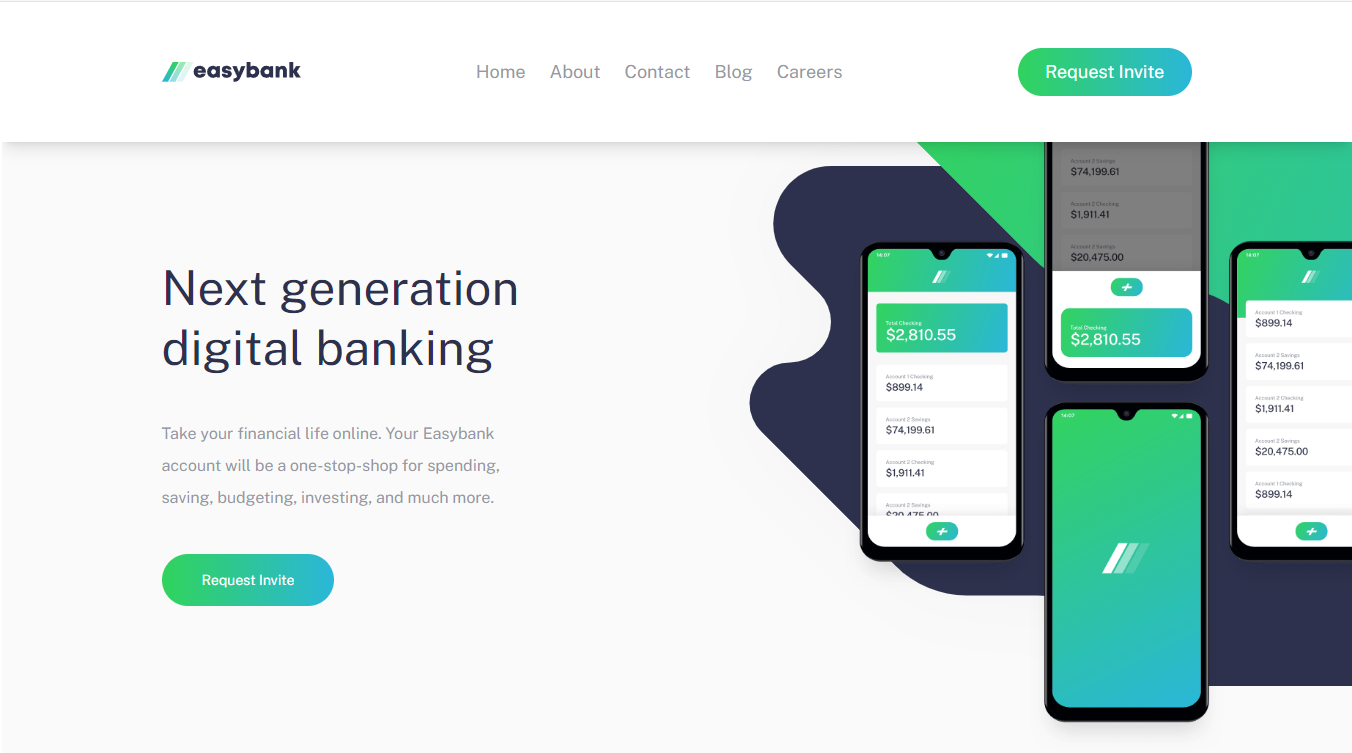 easybank
Home About Contact Blog Careers
Request Invite
Next generation
digital banking
Take your financial life online. Your Easybank
account will be a one-stop-shop for spending,
saving, budgeting, investing, and much more.
Request Invite
14:07
Total Checking
$2,810.55
Account 1 Checking
$899.14
Account 2 Savings
$74,199.61
Account 2 Checking
$1,911.41
Account 2 Savings
$20,475.00
Account 2 Savings
$74,199.61
Account 2 Checking
$1,911.41
Account 2 Savings
$20,475.00
Total Checking
$2,810.55
14:07
14:07
Account 1 Checking
$899.14
Account 2 Savings
$74,199.61
Account 2 Checking
$1,911.41
Account 2 Savings
$20,475.00
Account 1 Checking
$899.14